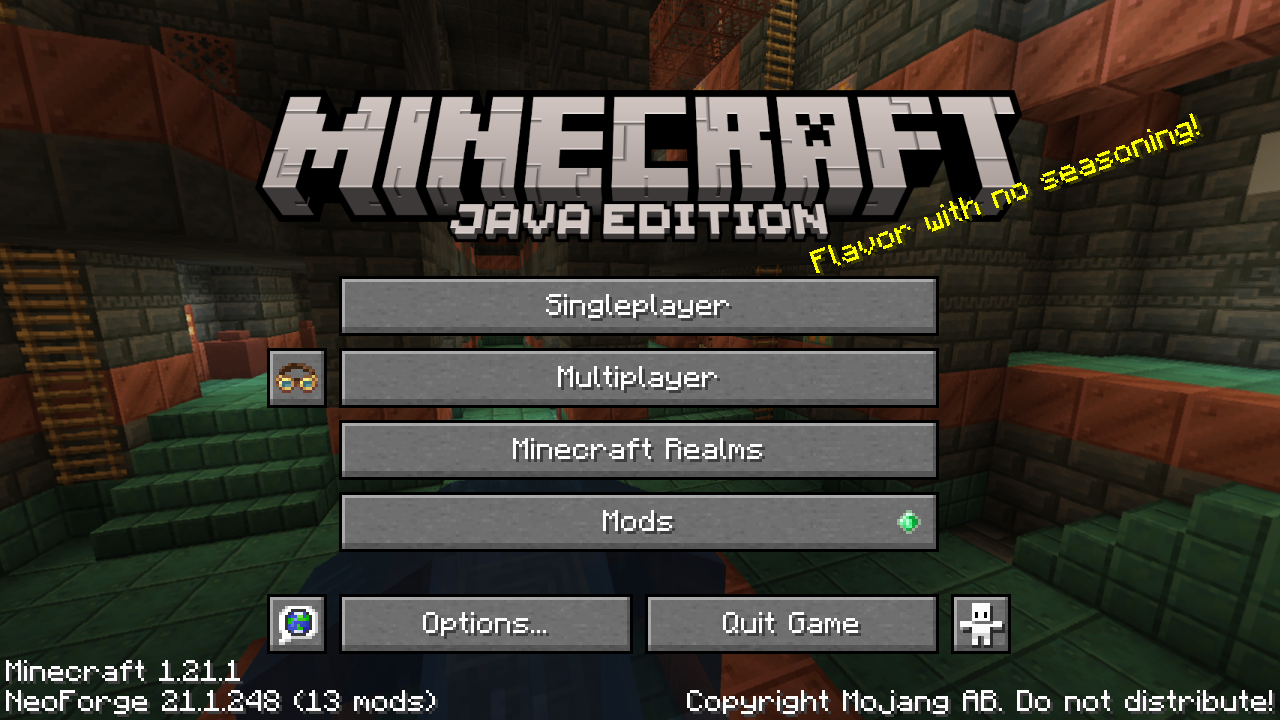 MINECRAFT
JAVA EDITION
Flavor with no seasoning!
Singleplayer
Multiplayer
Minecraft Realms
Mods
Options...
Quit Game
Minecraft 1.21.1
NeoForge 21.1.248 (13 mods)
Copyright Mojang AB. Do not distribute!